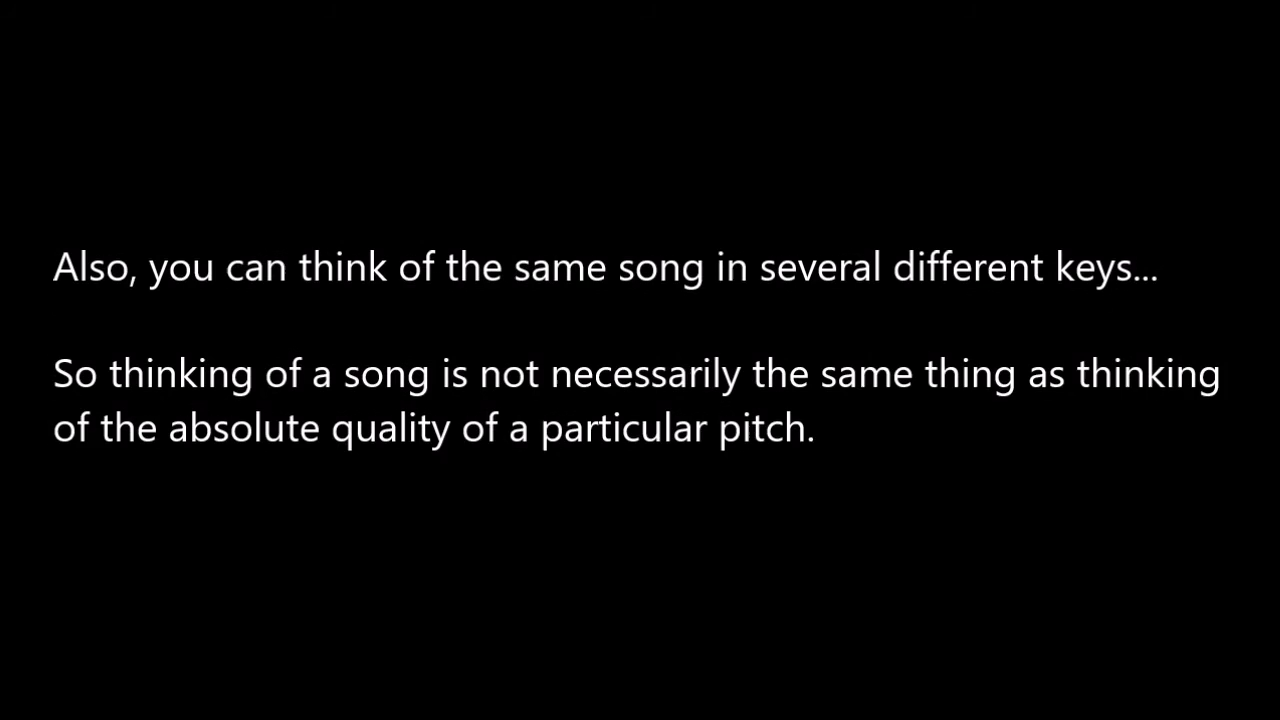 Also, you can think of the same song in several different keys...
So thinking of a song is not necessarily the same thing as thinking
of the absolute quality of a particular pitch.